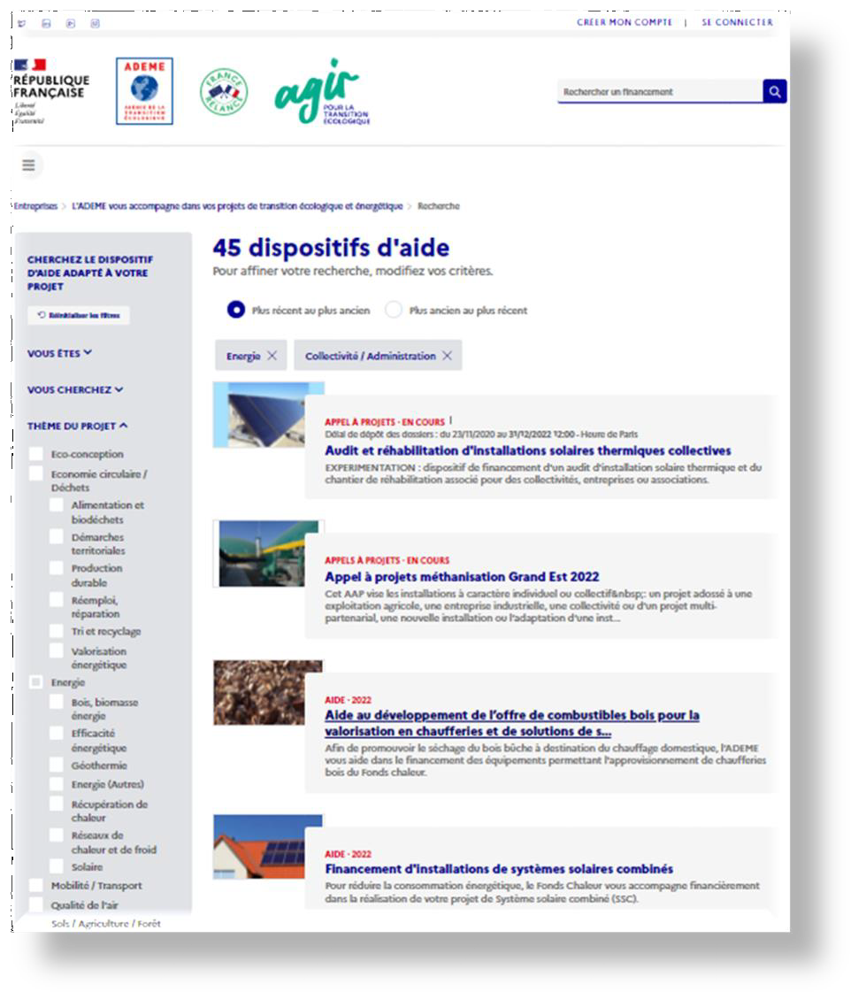 CRÉER MON COMPTE | SE CONNECTER
RÉPUBLIQUE
FRANÇAISE
Liberté
Égalité
Fraternité
ADEME
AGENCE DE LA
TRANSITION
ÉCOLOGIQUE
FRANCE
RELANCE
agir
POUR LA
TRANSITION
ÉCOLOGIQUE
Rechercher un financement
Entreprises > L'ADEME vous accompagne dans vos projets de transition écologique et énergétique > Recherche
CHERCHEZ LE DISPOSITIF
D'AIDE ADAPTÉ À VOTRE
PROJET
Réinitialiser les filtres
VOUS ÊTES
VOUS CHERCHEZ
THÈME DU PROJET
Eco-conception
Economie circulaire /
Déchets
Alimentation et
biodéchets
Démarches
territoriales
Production
durable
Réemploi,
réparation
Tri et recyclage
Valorisation
énergétique
Energie
Bois, biomasse
énergie
Efficacité
énergétique
Géothermie
Energie (Autres)
Récupération de
chaleur
Réseaux de
chaleur et de froid
Solaire
Mobilité / Transport
Qualité de l'air
Sols / Agriculture / Forêt
45 dispositifs d'aide
Pour affiner votre recherche, modifiez vos critères.
Plus récent au plus ancien Plus ancien au plus récent
Energie Collectivité / Administration
APPEL À PROJETS - EN COURS
Délai de dépôt des dossiers : du 23/11/2020 au 31/12/2022 12:00 - Heure de Paris
Audit et réhabilitation d'installations solaires thermiques collectives
EXPERIMENTATION : dispositif de financement d'un audit d'installation solaire thermique et du
chantier de réhabilitation associé pour des collectivités, entreprises ou associations.
APPELS À PROJETS - EN COURS
Appel à projets méthanisation Grand Est 2022
Cet AAP vise les installations à caractère individuel ou collectif&nbsp;: un projet adossé à une
exploitation agricole, une entreprise industrielle, une collectivité ou d'un projet multi-
partenarial, une nouvelle installation ou l'adaptation d'une inst...
AIDE - 2022
Aide au développement de l'offre de combustibles bois pour la
valorisation en chaufferies et de solutions de s...
Afin de promouvoir le séchage du bois bûche à destination du chauffage domestique, l'ADEME
vous aide dans le financement des équipements permettant l'approvisionnement de chaufferies
bois du Fonds chaleur.
AIDE - 2022
Financement d'installations de systèmes solaires combinés
Pour réduire la consommation énergétique, le Fonds Chaleur vous accompagne financièrement
dans la réalisation de votre projet de Système solaire combiné (SSC).